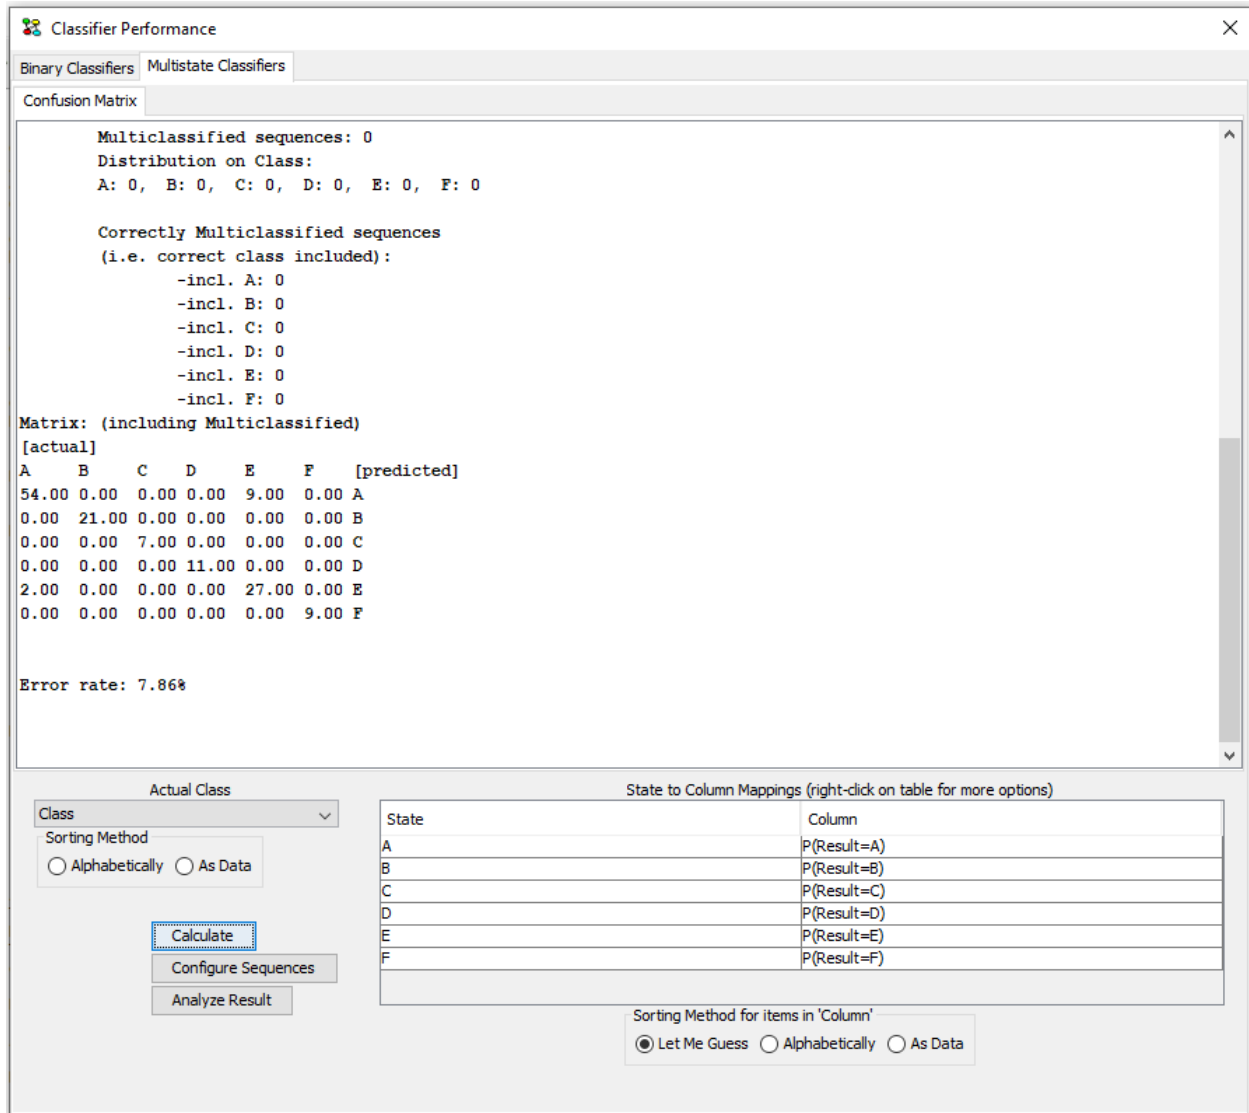 Classifier Performance
Binary Classifiers Multistate Classifiers
Confusion Matrix
Multiclassified sequences: 0
Distribution on Class:
A: 0, B: 0, C: 0, D: 0, E: 0, F: 0
Correctly Multiclassified sequences
(i.e. correct class included):
-incl. A: 0
-incl. B: 0
-incl. C: 0
-incl. D: 0
-incl. E: 0
-incl. F: 0
Matrix: (including Multiclassified)
[actual]
A B C D E F [predicted]
54.00 0.00 0.00 0.00 9.00 0.00 A
0.00 21.00 0.00 0.00 0.00 0.00 B
0.00 0.00 7.00 0.00 0.00 0.00 C
0.00 0.00 0.00 11.00 0.00 0.00 D
2.00 0.00 0.00 0.00 27.00 0.00 E
0.00 0.00 0.00 0.00 0.00 9.00 F
Error rate: 7.86%
Actual Class
Class
Sorting Method
Alphabetically As Data
Calculate
Configure Sequences
Analyze Result
State to Column Mappings (right-click on table for more options)
State Column
A P(Result=A)
B P(Result=B)
C P(Result=C)
D P(Result=D)
E P(Result=E)
F P(Result=F)
Sorting Method for items in 'Column'
Let Me Guess Alphabetically As Data